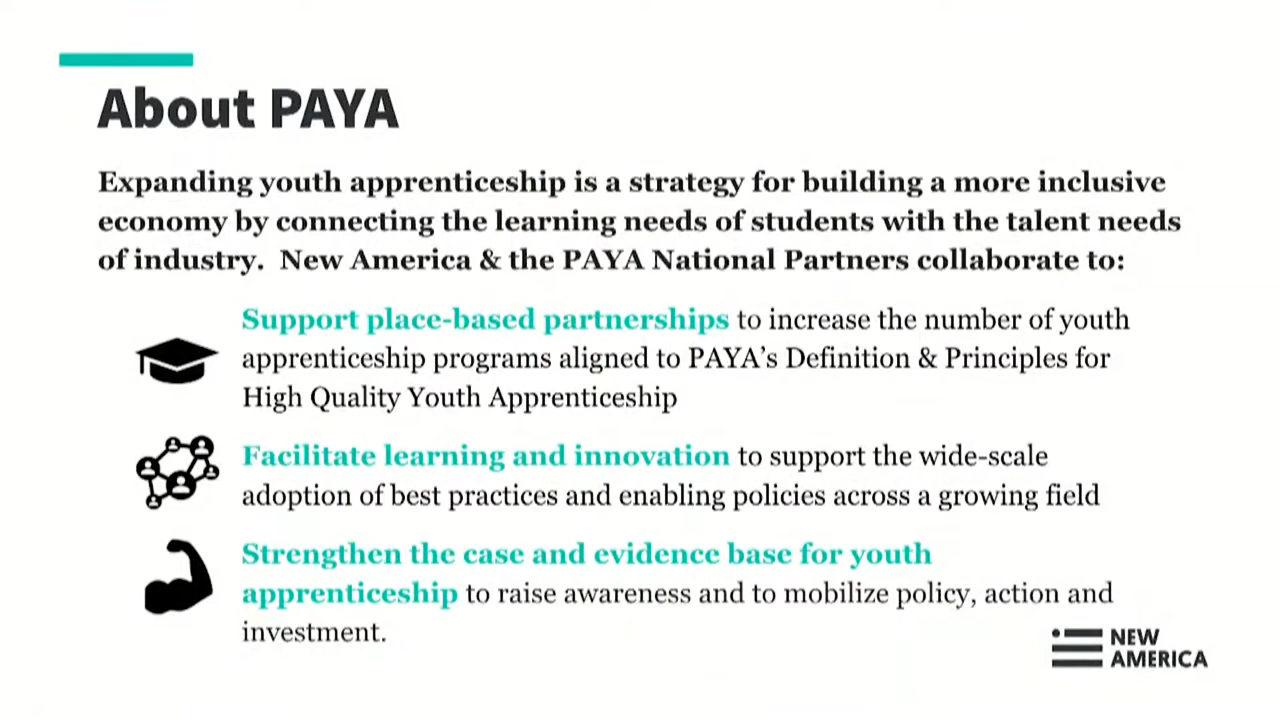 About PAYA
Expanding youth apprenticeship is a strategy for building a more inclusive
economy by connecting the learning needs of students with the talent needs
of industry.  New America & the PAYA National Partners collaborate to:
Support place-based partnerships to increase the number of youth
apprenticeship programs aligned to PAYA’s Definition & Principles for
High Quality Youth Apprenticeship
Facilitate learning and innovation to support the wide-scale
adoption of best practices and enabling policies across a growing field
Strengthen the case and evidence base for youth
apprenticeship to raise awareness and to mobilize policy, action and
investment.
NEW
AMERICA